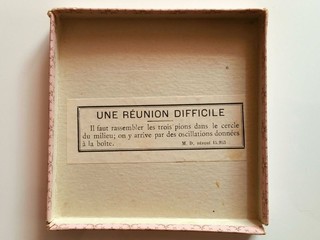 UNE RÉUNION DIFFICILE
Il faut rassembler les trois pions dans le cercle
du milieu; on y arrive par des oscillations données
à la boîte. M. D.